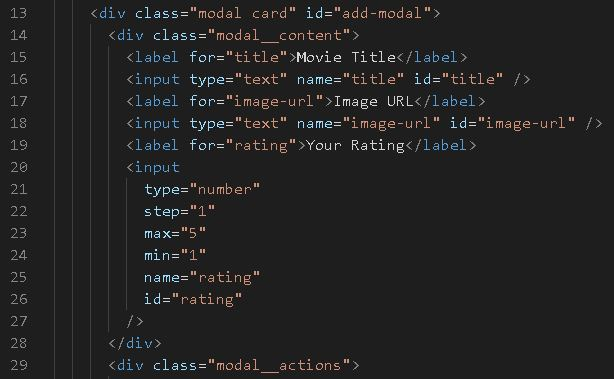 13 <div class="modal card" id="add-modal">
14 <div class="modal__content">
15 <label for="title">Movie Title</label>
16 <input type="text" name="title" id="title" />
17 <label for="image-url">Image URL</label>
18 <input type="text" name="image-url" id="image-url" />
19 <label for="rating">Your Rating</label>
20 <input
21 type="number"
22 step="1"
23 max="5"
24 min="1"
25 name="rating"
26 id="rating"
27 />
28 </div>
29 <div class="modal__actions">